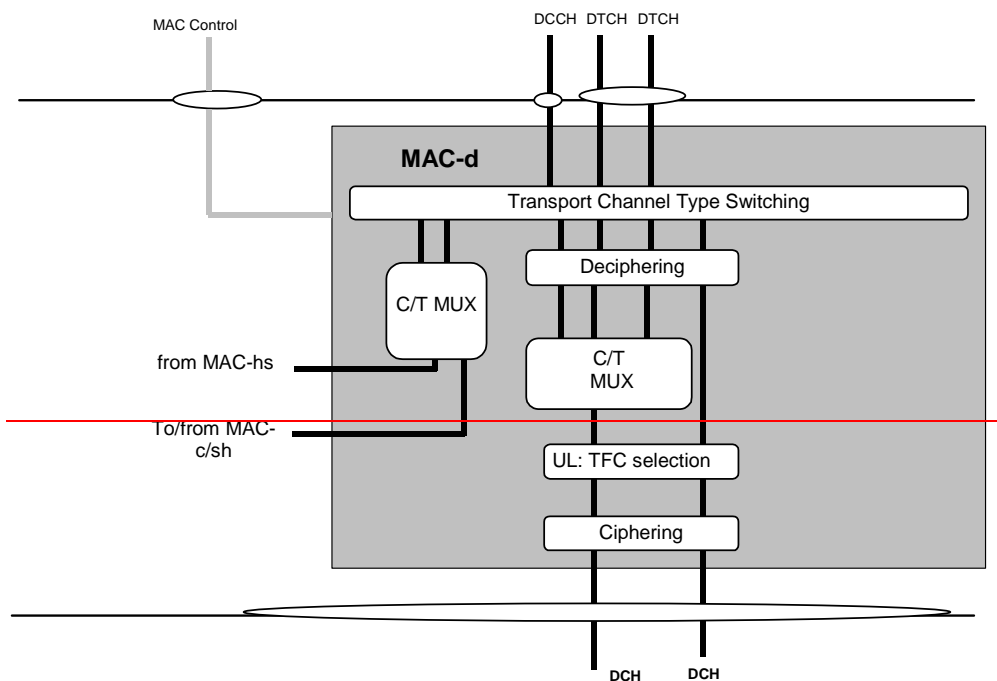 MAC Control
DCCH DTCH DTCH
MAC-d
Transport Channel Type Switching
Deciphering
C/T MUX
C/T
MUX
from MAC-hs
To/from MAC-
c/sh
UL: TFC selection
Ciphering
DCH
DCH